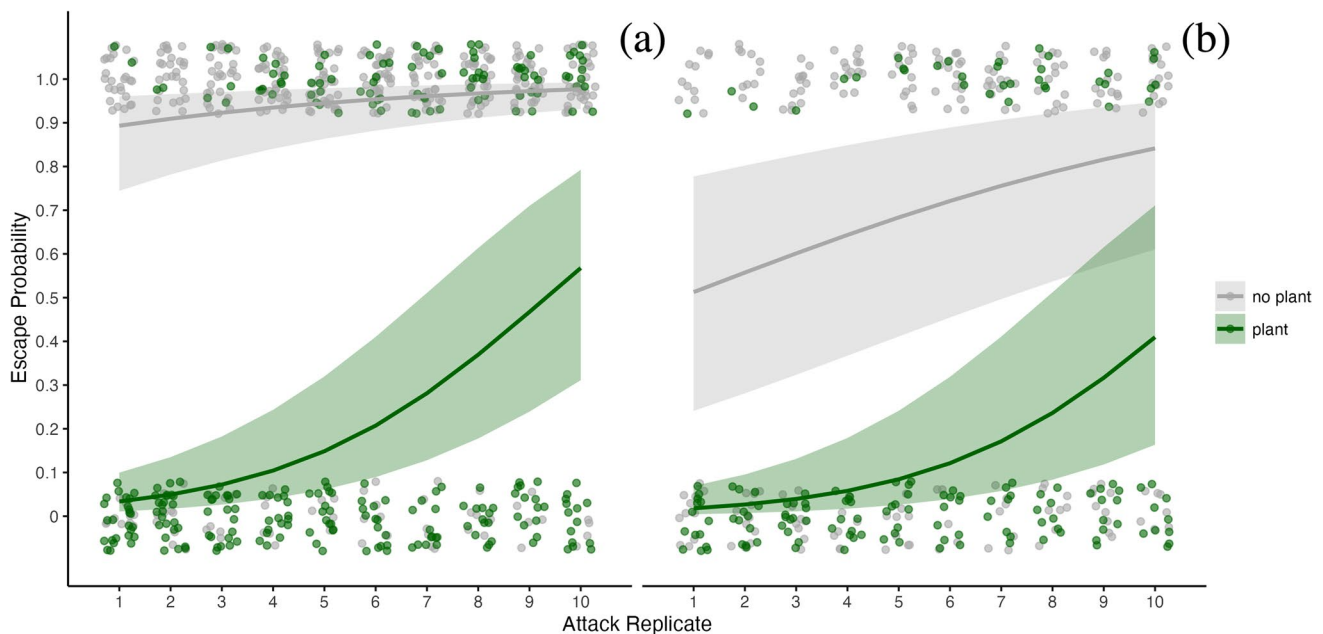 (a)
(b)
Escape Probability
1.0
0.9
0.8
0.7
0.6
0.5
0.4
0.3
0.2
0.1
0
no plant
plant
1 2 3 4 5 6 7 8 9 10
1 2 3 4 5 6 7 8 9 10
Attack Replicate